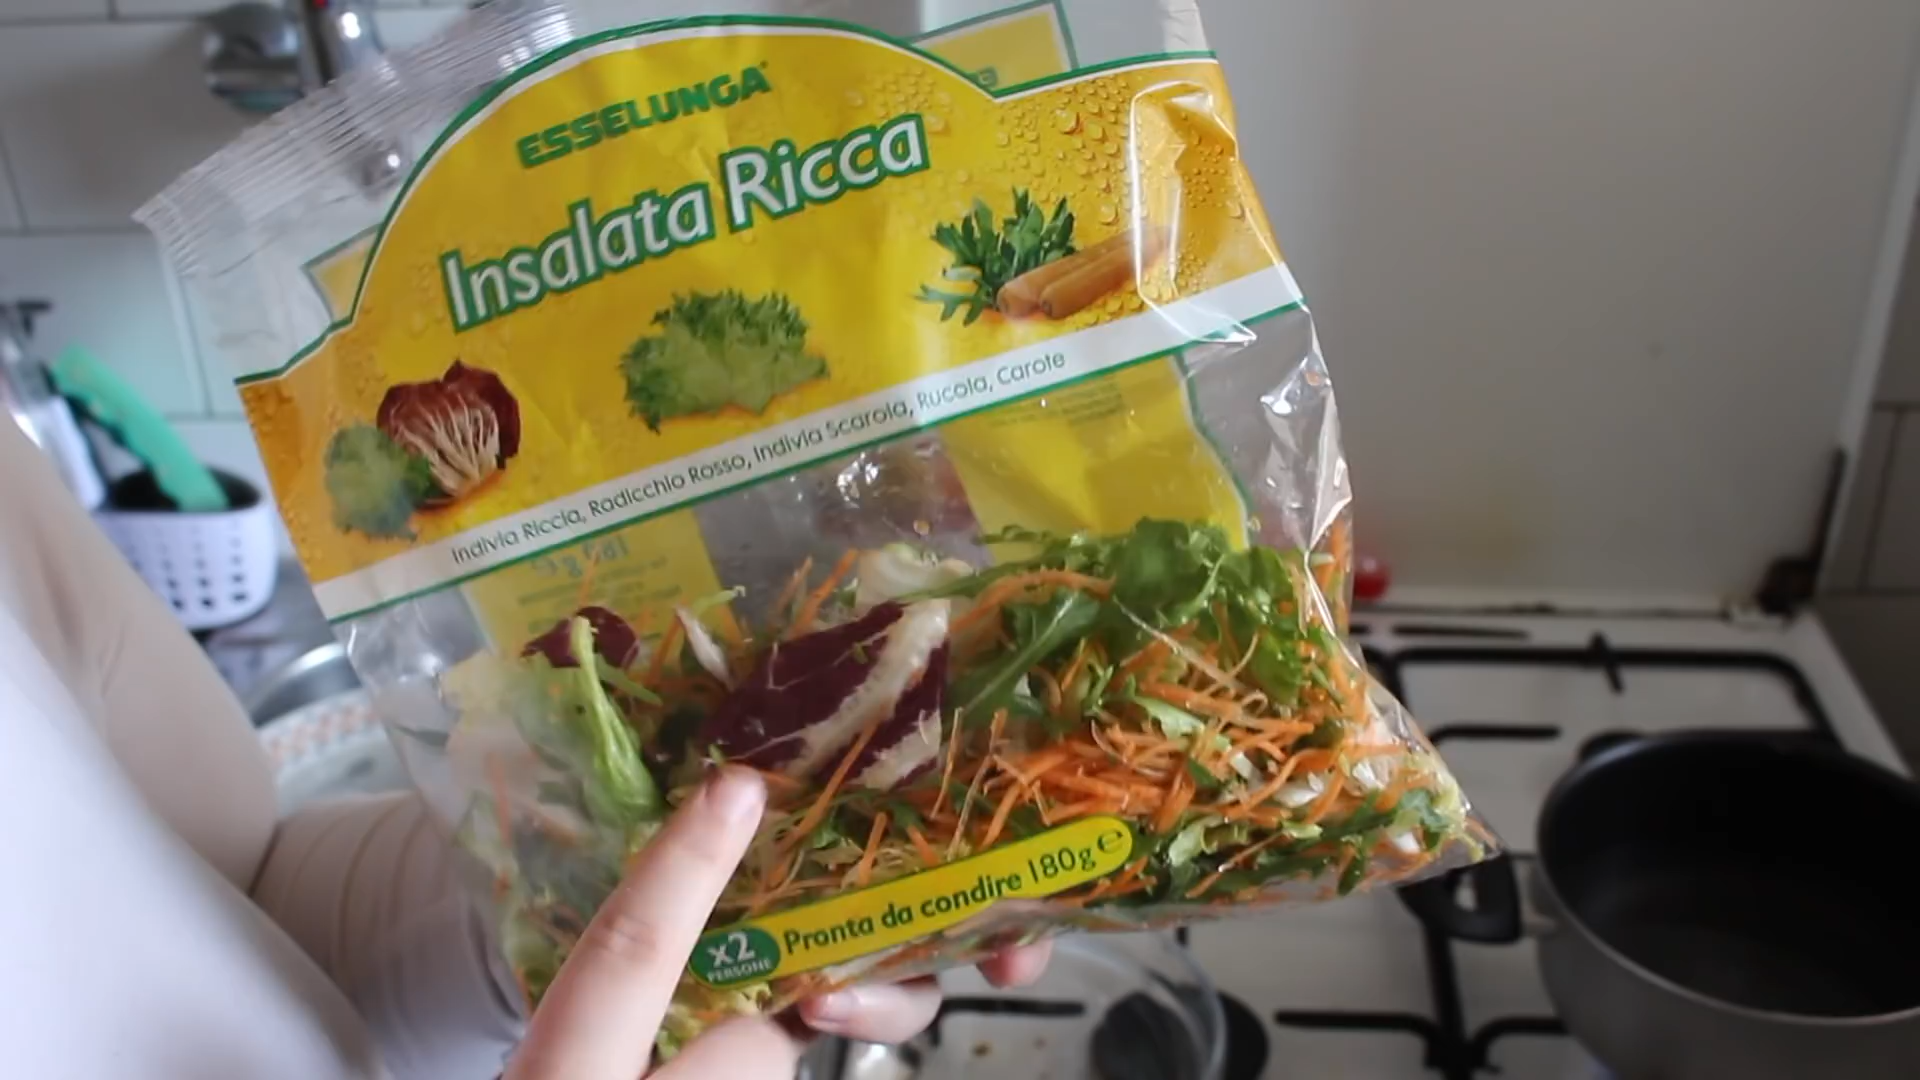 ESSELUNGA
Insalata Ricca
Indivia Riccia, Radicchio Rosso, Indivia Scarola, Rucola, Carote
x2 PERSONE
Pronta da condire 180g ℮